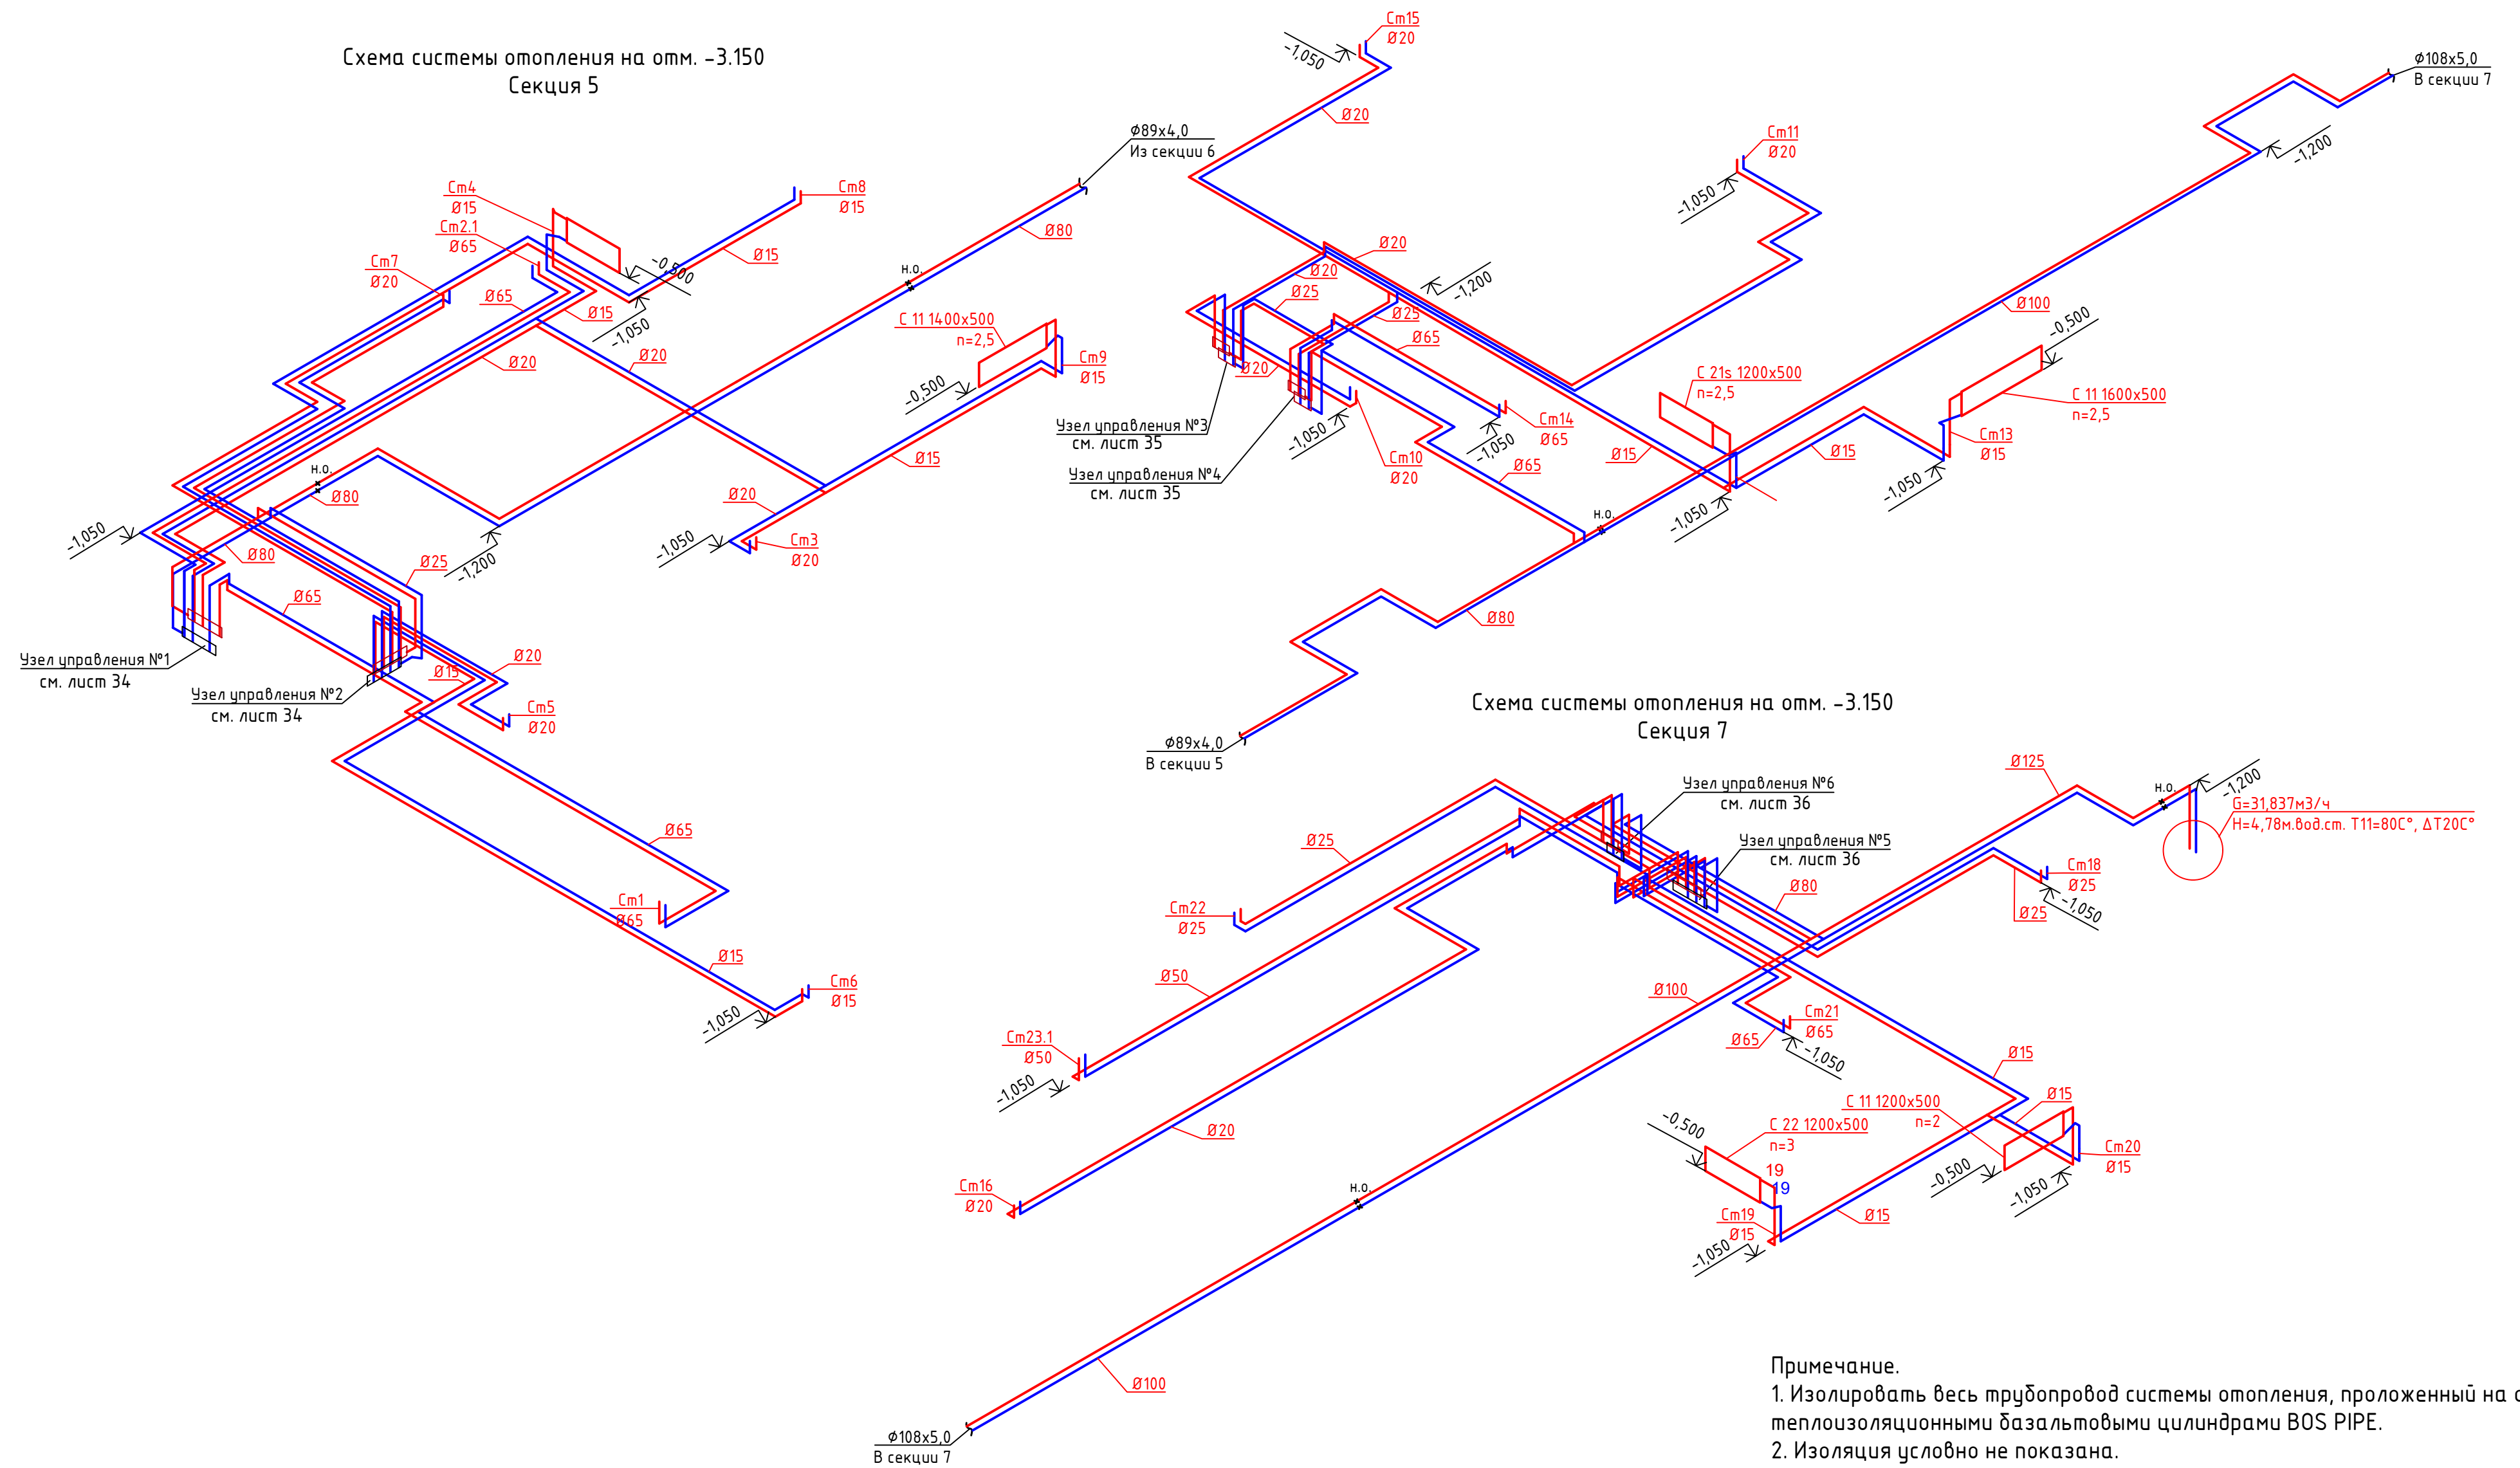 Схема системы отопления на отм. -3.150
Секция 5
Ст4
Ø15
Ст2.1
Ø65
Ст7
Ø20
Ст8
Ø15
-0,500
Ø15
Ø65
Ø15
-1,050
Ø20
Ø20
н.о.
Ø80
Ø89х4,0
Из секции 6
С 11 1400х500
n=2,5
Ст9
Ø15
-0,500
Ø15
Ø20
-1,050
Ст3
Ø20
н.о.
Ø80
-1,050
Ø80
-1,200
Ø25
Ø65
Узел управления №1
см. лист 34
Узел управления №2
см. лист 34
Ø15
Ø20
Ст5
Ø20
Ø65
Ст1
Ø65
Ø15
Ст6
Ø15
-1,050
Ст15
Ø20
-1,050
Ø20
Ст11
Ø20
-1,050
Ø108х5,0
В секции 7
-1,200
Ø20
Ø20
Ø25
Ø25
-1,200
Ø65
Ø20
Ø100
-0,500
С 21s 1200х500
n=2,5
С 11 1600х500
n=2,5
Узел управления №3
см. лист 35
Узел управления №4
см. лист 35
-1,050
Ст10
Ø20
Ст14
Ø65
-1,050
Ø65
Ø15
Ø15
Ст13
Ø15
-1,050
-1,050
н.о.
Ø80
Ø89х4,0
В секции 5
Схема системы отопления на отм. -3.150
Секция 7
Узел управления №6
см. лист 36
Узел управления №5
см. лист 36
Ø125
н.о.
-1,200
G=31,837м3/ч
H=4,78м.вод.ст. T11=80C°, ΔT20C°
Ø25
Ø80
Ст18
Ø25
Ø25
-1,050
Ст22
Ø25
Ø50
Ø100
Ст21
Ø65
Ø65
-1,050
Ст23.1
Ø50
-1,050
Ø15
Ø15
С 11 1200х500
n=2
-0,500
С 22 1200х500
n=3
Ø20
Ст20
Ø15
-0,500
-1,050
19
19
Ст16
Ø20
н.о.
Ст19
Ø15
Ø15
-1,050
Ø100
Ø108х5,0
В секции 7
Примечание.
1. Изолировать весь трубопровод системы отопления, проложенный на
теплоизоляционными базальтовыми цилиндрами BOS PIPE.
2. Изоляция условно не показана.